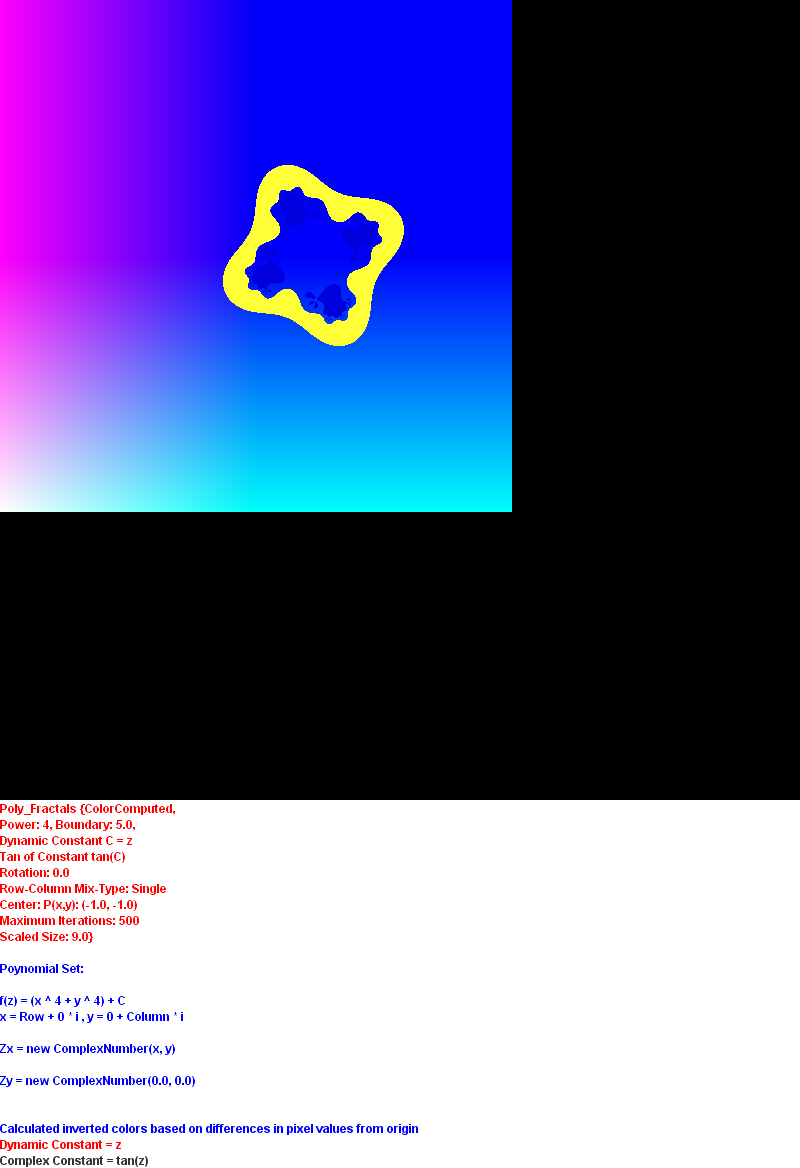 Poly_Fractals {ColorComputed,
Power: 4, Boundary: 5.0,
Dynamic Constant C = z
Tan of Constant tan(C)
Rotation: 0.0
Row-Column Mix-Type: Single
Center: P(x,y): (-1.0, -1.0)
Maximum Iterations: 500
Scaled Size: 9.0}
Poynomial Set:
f(z) = (x ^ 4 + y ^ 4) + C
x = Row + 0 * i , y = 0 + Column * i
Zx = new ComplexNumber(x, y)
Zy = new ComplexNumber(0.0, 0.0)
Calculated inverted colors based on differences in pixel values from origin
Dynamic Constant = z
Complex Constant = tan(z)